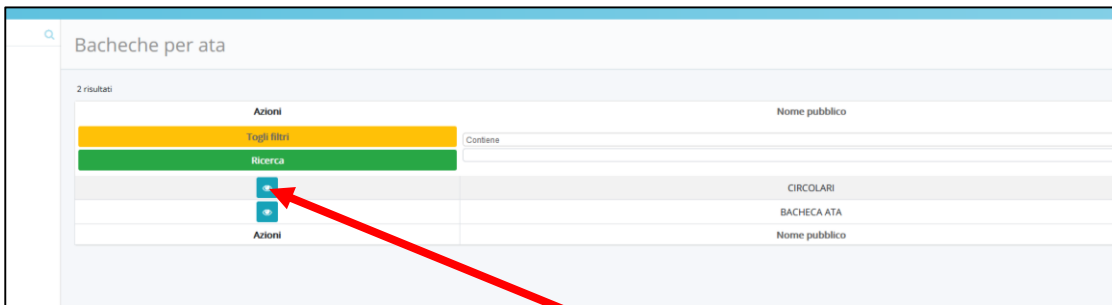 Bacheche per ata
2 risultati
Azioni Nome pubblico
Togli filtri Contiene
Ricerca
CIRCOLARI
BACHECA ATA
Azioni Nome pubblico